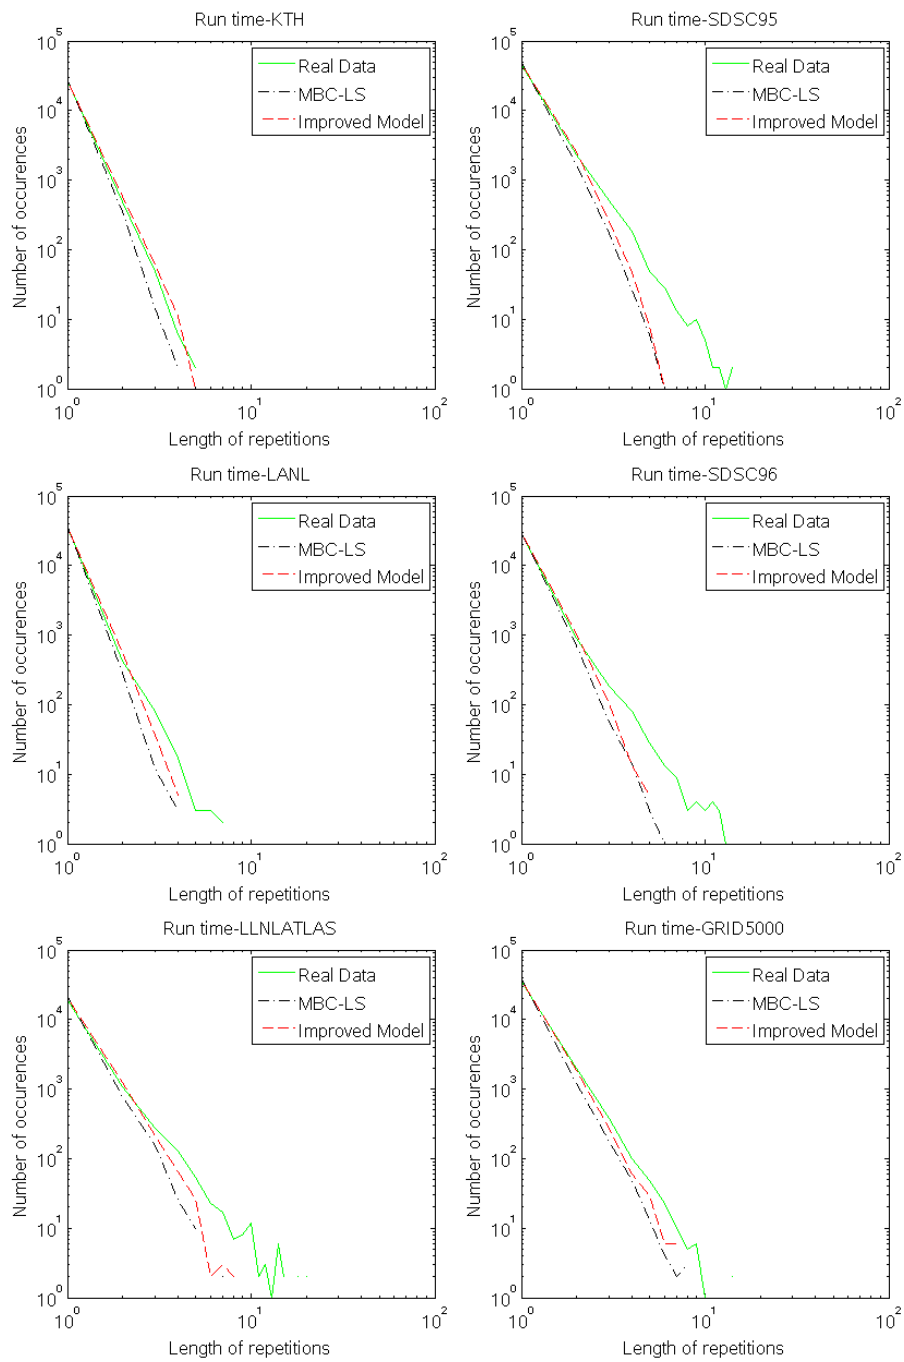 Run time-KTH
10^5
10^4
10^3
10^2
10^1
10^0
Number of occurences
Real Data
MBC-LS
Improved Model
10^0
10^1
10^2
Length of repetitions
Run time-SDSC95
10^5
10^4
10^3
10^2
10^1
10^0
Number of occurences
Real Data
MBC-LS
Improved Model
10^0
10^1
10^2
Length of repetitions
Run time-LANL
10^5
10^4
10^3
10^2
10^1
10^0
Number of occurences
Real Data
MBC-LS
Improved Model
10^0
10^1
10^2
Length of repetitions
Run time-SDSC96
10^5
10^4
10^3
10^2
10^1
10^0
Number of occurences
Real Data
MBC-LS
Improved Model
10^0
10^1
10^2
Length of repetitions
Run time-LLNLATLAS
10^5
10^4
10^3
10^2
10^1
10^0
Number of occurences
Real Data
MBC-LS
Improved Model
10^0
10^1
10^2
Length of repetitions
Run time-GRID5000
10^5
10^4
10^3
10^2
10^1
10^0
Number of occurences
Real Data
MBC-LS
Improved Model
10^0
10^1
10^2
Length of repetitions